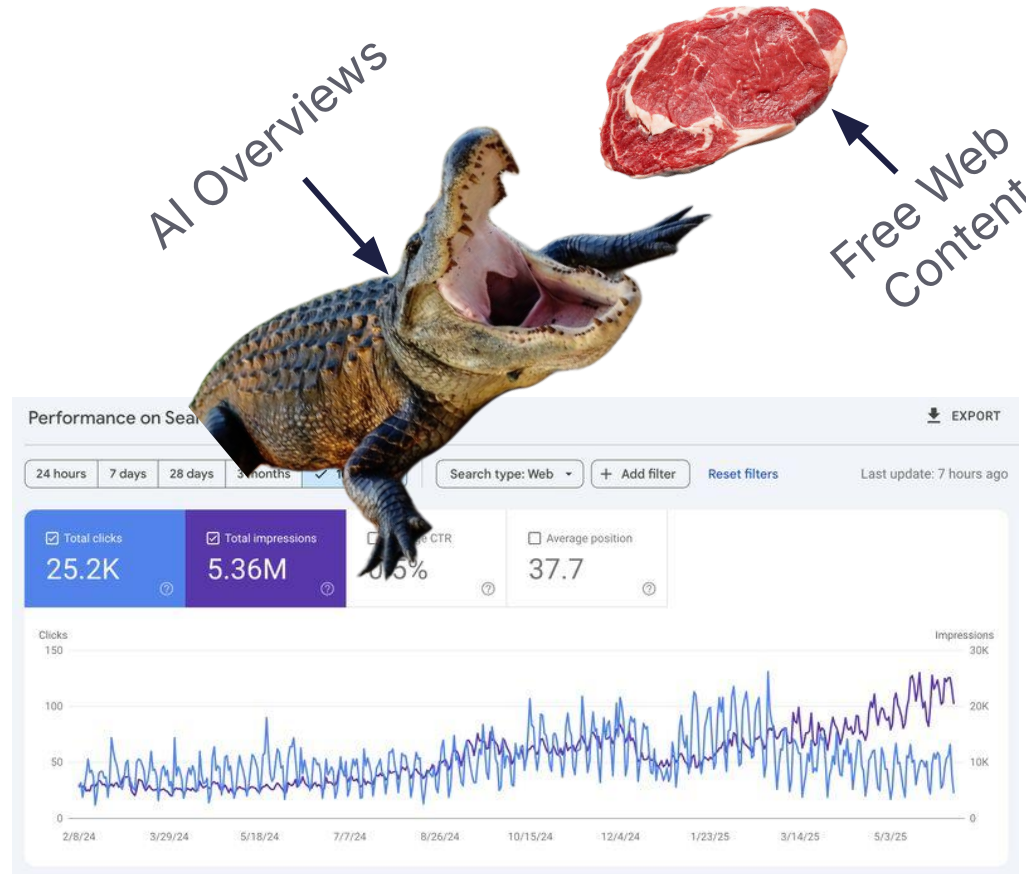 AI Overviews
Free Web
Content
Performance on Sea
EXPORT
24 hours
7 days
28 days
months
Search type: Web
+ Add filter
Reset filters
Last update: 7 hours ago
Total clicks
25.2K
Total impressions
5.36M
CTR
Average position
37.7
Clicks
Impressions
150
30K
100
20K
50
10K
0
0
2/8/24
3/29/24
5/18/24
7/7/24
8/26/24
10/15/24
12/4/24
1/23/25
3/14/25
5/3/25